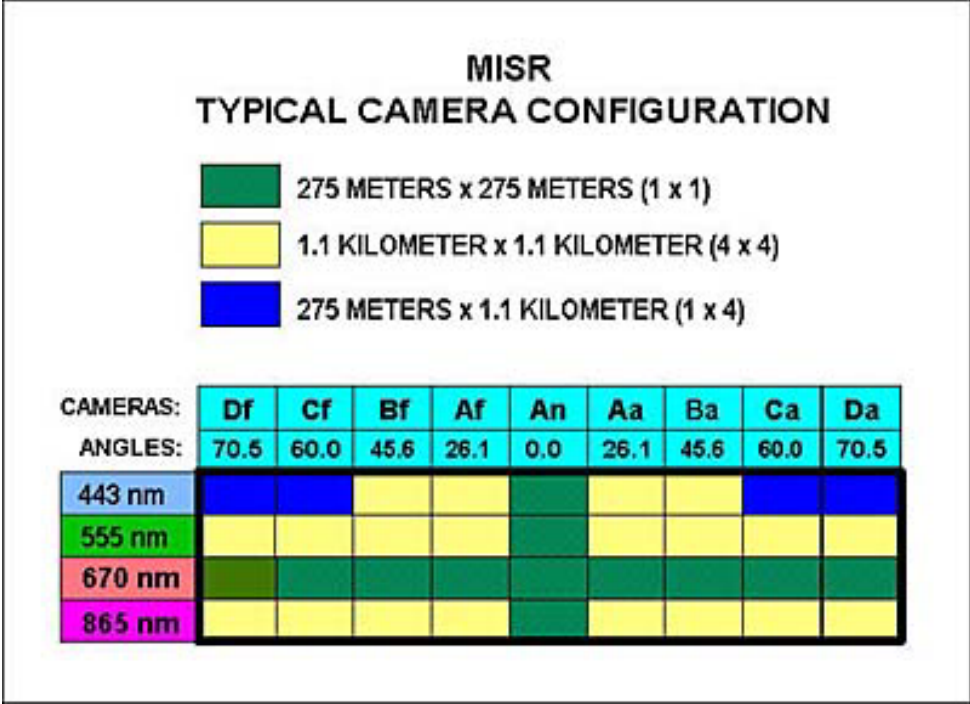 MISR
TYPICAL CAMERA CONFIGURATION
275 METERS x 275 METERS (1 x 1)
1.1 KILOMETER x 1.1 KILOMETER (4 x 4)
275 METERS x 1.1 KILOMETER (1 x 4)
CAMERAS: Df Cf Bf Af An Aa Ba Ca Da
ANGLES: 70.5 60.0 45.6 26.1 0.0 26.1 45.6 60.0 70.5
443 nm
555 nm
670 nm
865 nm